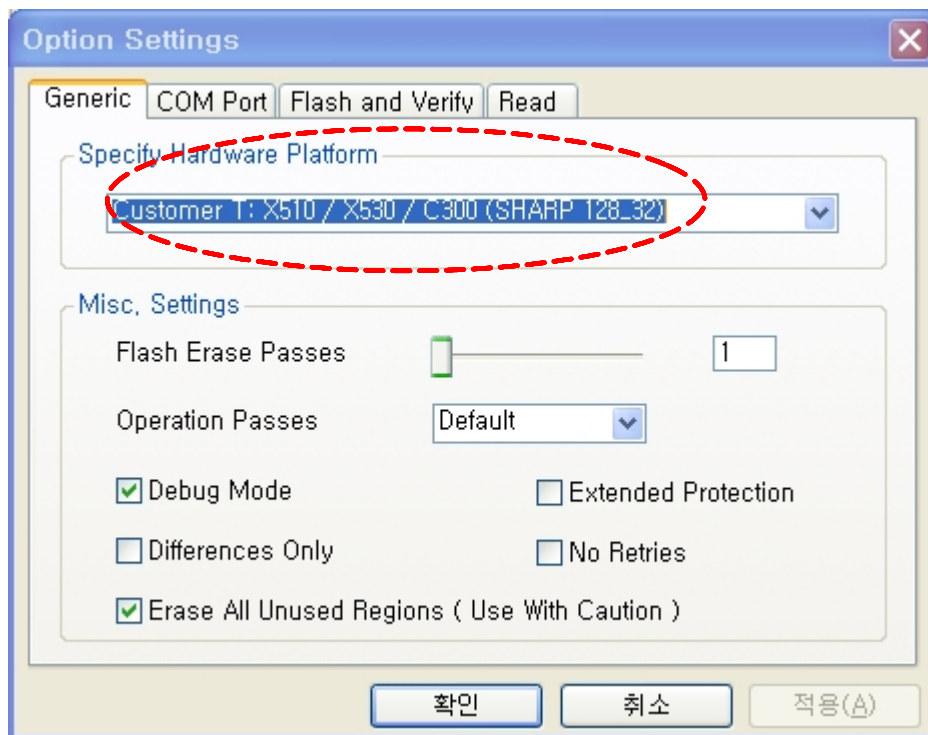 Option Settings
Generic COM Port Flash and Verify Read
Specify Hardware Platform
Customer T: X510 / X530 / C300 (SHARP 128_32)
Misc, Settings
Flash Erase Passes 1
Operation Passes Default
Debug Mode Extended Protection
Differences Only No Retries
Erase All Unused Regions ( Use With Caution )
확인 취소 적용(A)